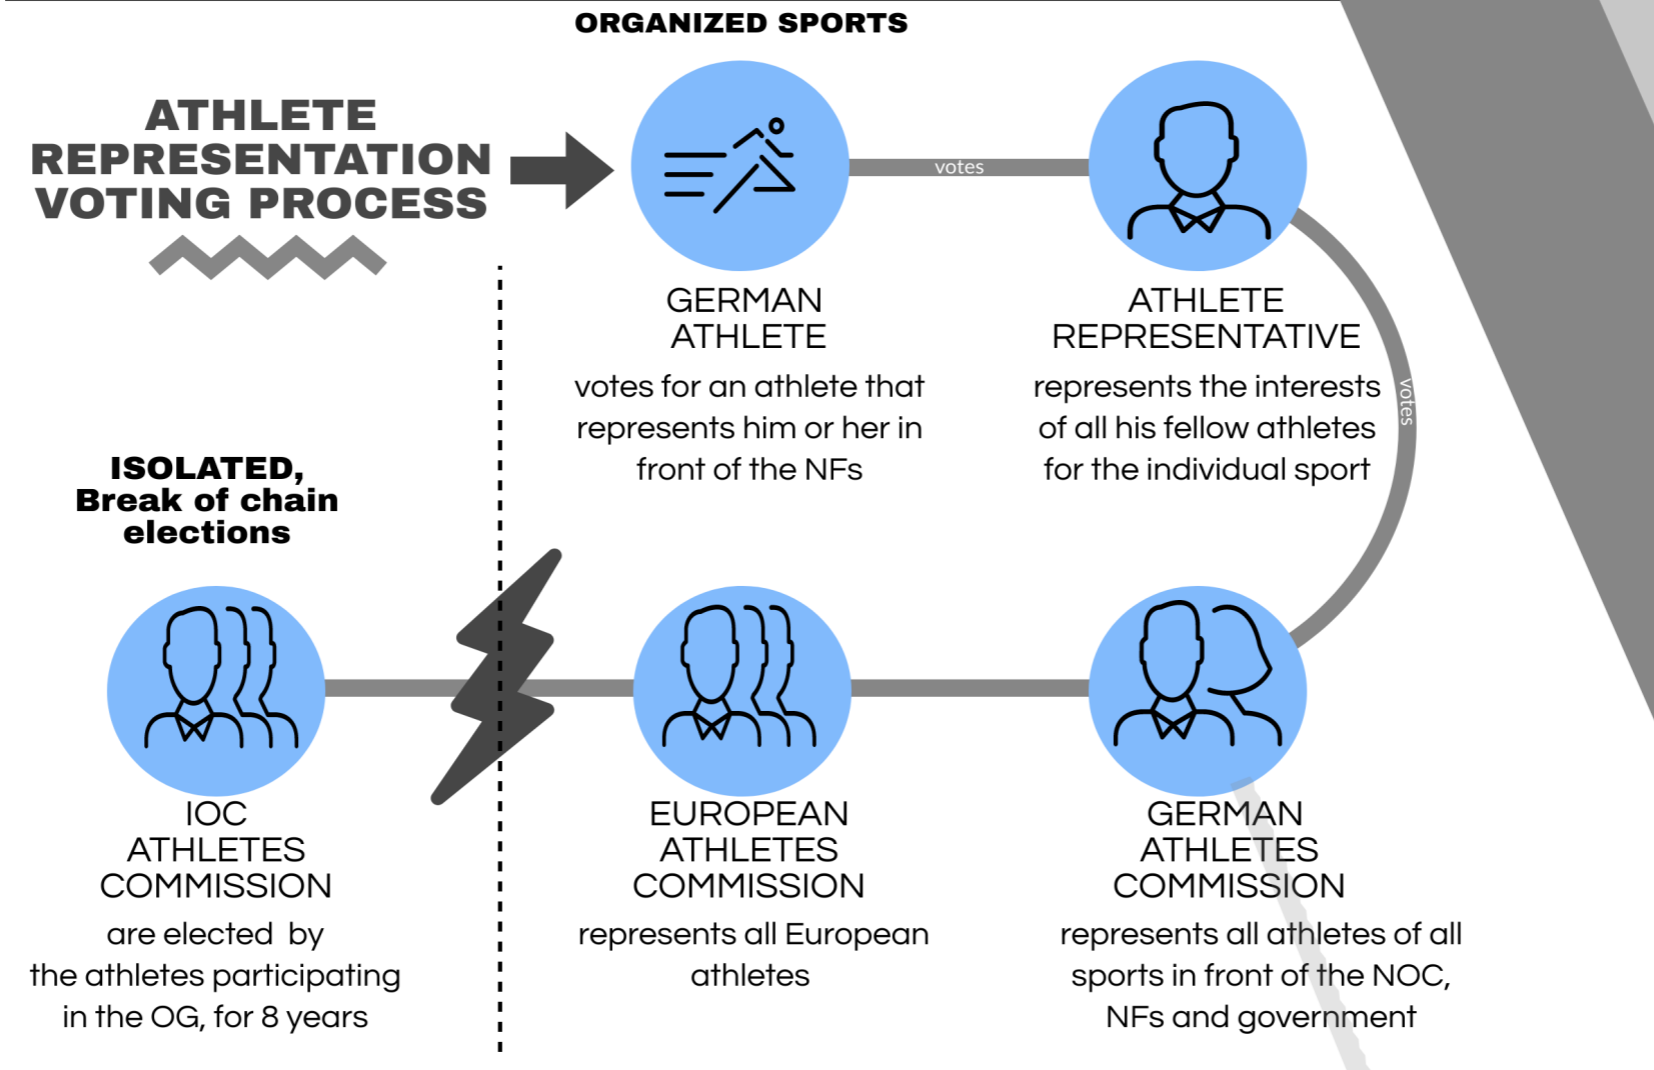 ORGANIZED SPORTS
ATHLETE
REPRESENTATION
VOTING PROCESS
votes
GERMAN
ATHLETE
votes for an athlete that
represents him or her in
front of the NFs
ATHLETE
REPRESENTATIVE
represents the interests
of all his fellow athletes
for the individual sport
votes
ISOLATED,
Break of chain
elections
IOC
ATHLETES
COMMISSION
are elected by
the athletes participating
in the OG, for 8 years
EUROPEAN
ATHLETES
COMMISSION
represents all European
athletes
GERMAN
ATHLETES
COMMISSION
represents all athletes of all
sports in front of the NOC,
NFs and government